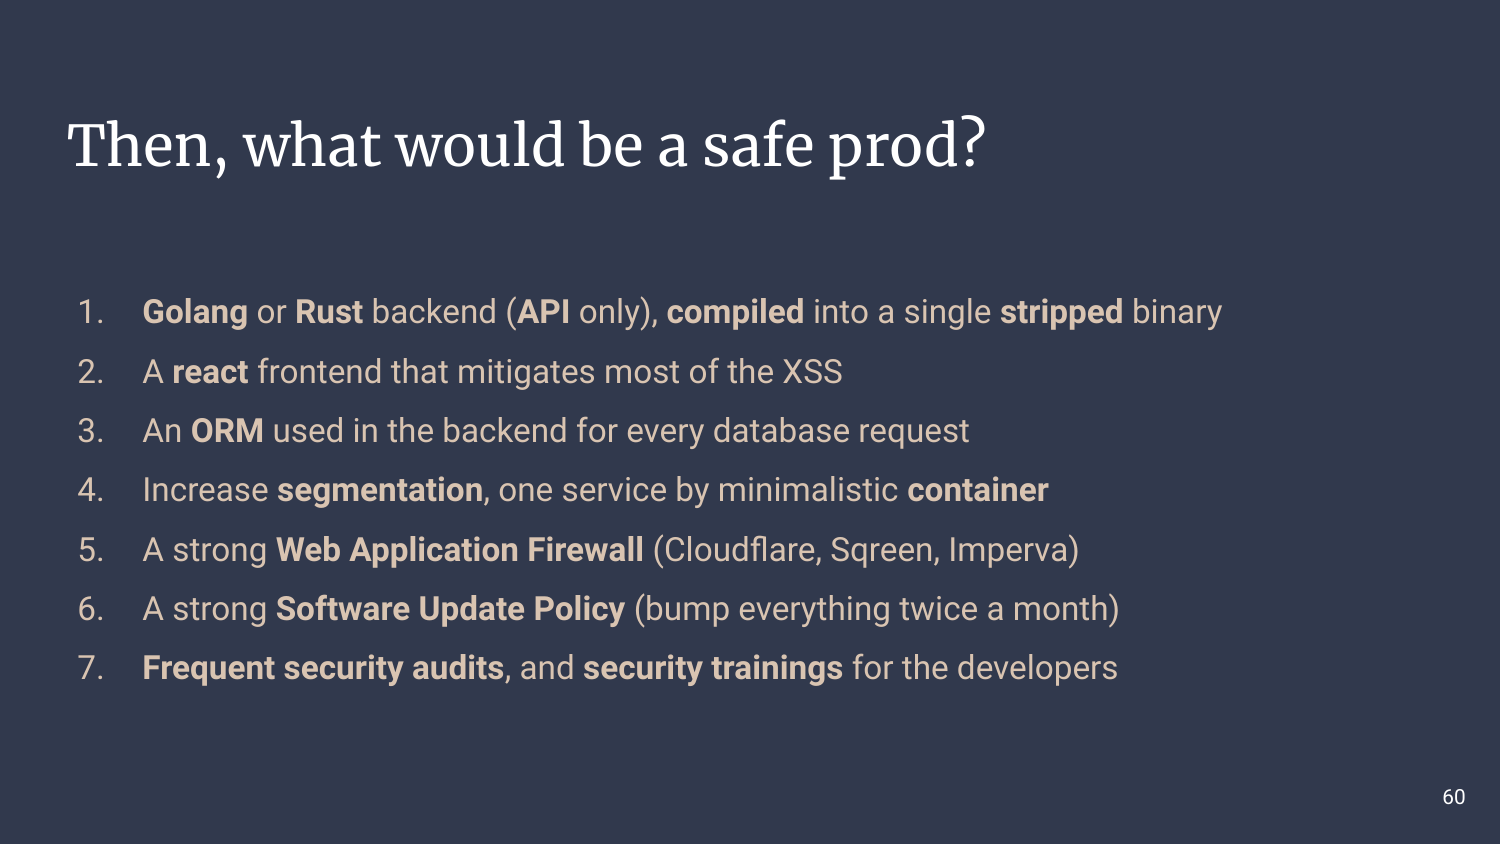 Then, what would be a safe prod?
1. Golang or Rust backend (API only), compiled into a single stripped binary
2. A react frontend that mitigates most of the XSS
3. An ORM used in the backend for every database request
4. Increase segmentation, one service by minimalistic container
5. A strong Web Application Firewall (Cloudflare, Sqreen, Imperva)
6. A strong Software Update Policy (bump everything twice a month)
7. Frequent security audits, and security trainings for the developers
60